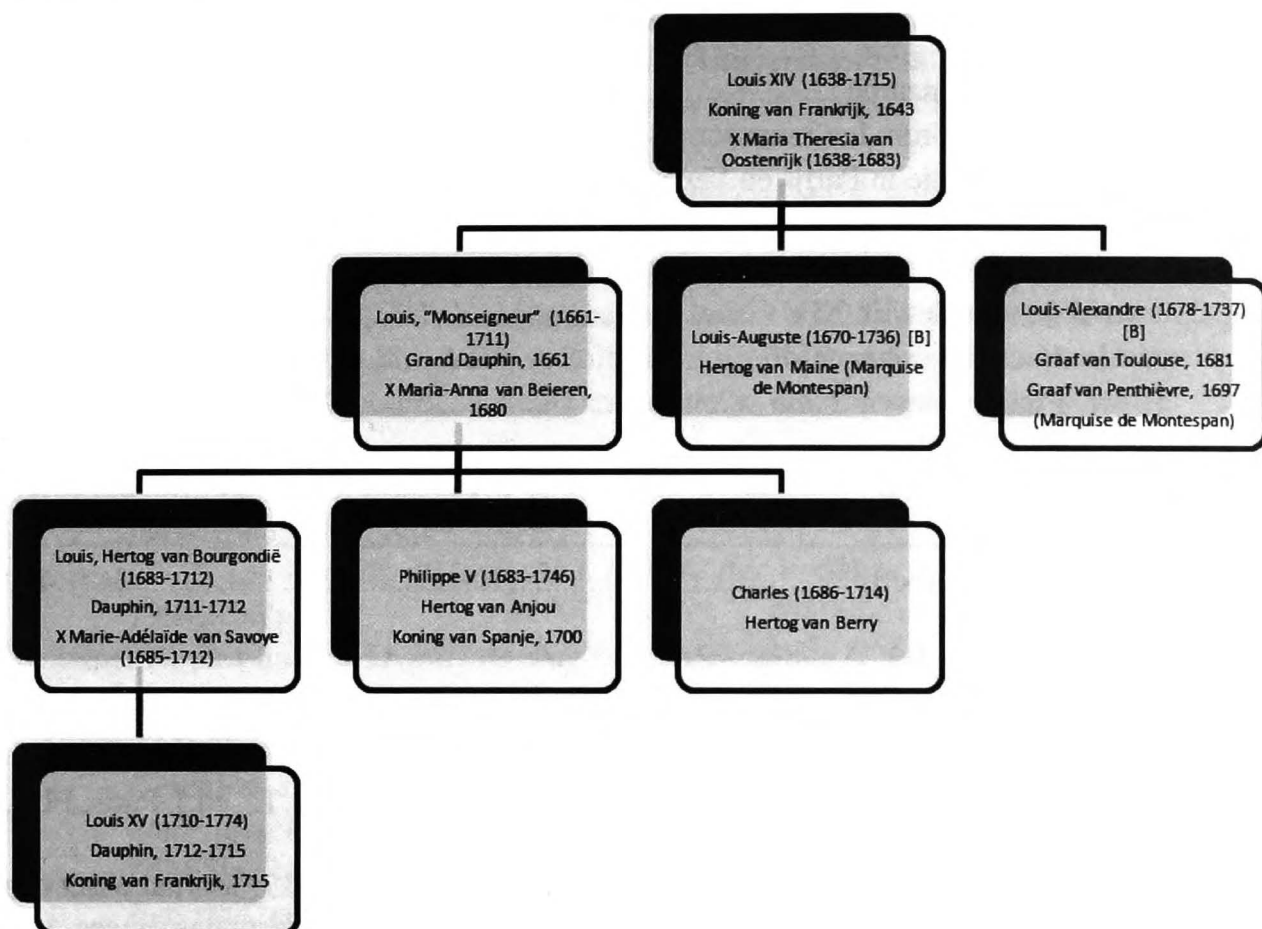 Louis XIV (1638-1715)
Koning van Frankrijk, 1643
X Maria Theresia van
Oostenrijk (1638-1683)
Louis, “Monseigneur” (1661-
1711)
Grand Dauphin, 1661
X Maria-Anna van Beieren,
1680
Louis-Auguste (1670-1736) [B]
Hertog van Maine (Marquise
de Montespan)
Louis-Alexandre (1678-1737)
[B]
Graaf van Toulouse, 1681
Graaf van Penthièvre, 1697
(Marquise de Montespan)
Louis, Hertog van Bourgondië
(1683-1712)
Dauphin, 1711-1712
X Marie-Adélaïde van Savoye
(1685-1712)
Philippe V (1683-1746)
Hertog van Anjou
Koning van Spanje, 1700
Charles (1686-1714)
Hertog van Berry
Louis XV (1710-1774)
Dauphin, 1712-1715
Koning van Frankrijk, 1715